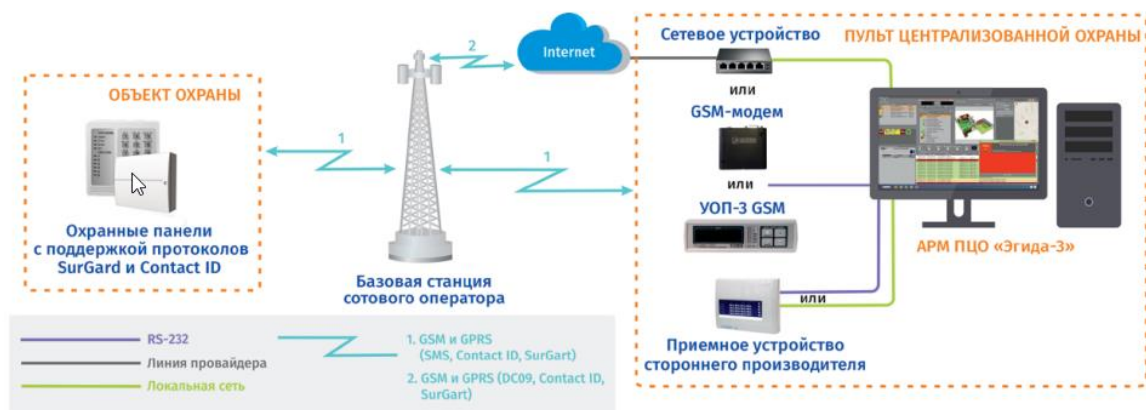 ОБЪЕКТ ОХРАНЫ
Охранные панели
с поддержкой протоколов
SurGard и Contact ID
1
2
Internet
1
Базовая станция
сотового оператора
Сетевое устройство
ПУЛЬТ ЦЕНТРАЛИЗОВАННОЙ ОХРАНЫ
или
GSM-модем
или
УОП-3 GSM
или
Приемное устройство
стороннего производителя
АРМ ПЦО «Эгида-3»
RS-232
Линия провайдера
Локальная сеть
1. GSM и GPRS
(SMS, Contact ID, SurGart)
2. GSM и GPRS (DC09, Contact ID,
SurGart)